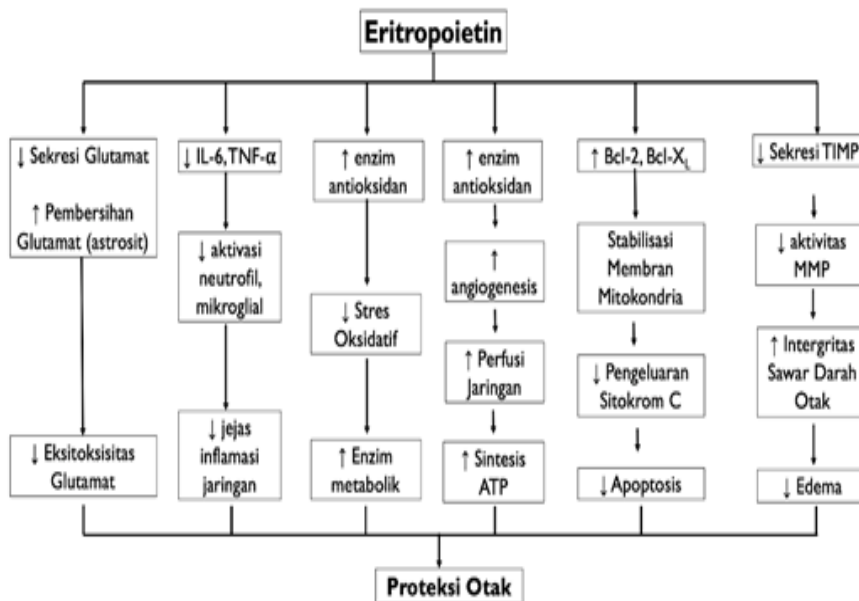 Eritropoietin
↓ Sekresi Glutamat
↑ Pembersihan
Glutamat (astrosit)
↓ Eksitoksisitas
Glutamat
↓ IL-6,TNF-α
↓ aktivasi
neutrofil,
mikroglial
↓ jejas
inflamasi
jaringan
↑ enzim
antioksidan
↓ Stres
Oksidatif
↑ Enzim
metabolik
↑ enzim
antioksidan
↑
angiogenesis
↑ Perfusi
Jaringan
↑ Sintesis
ATP
↑ Bcl-2, Bcl-XL
Stabilisasi
Membran
Mitokondria
↓ Pengeluaran
Sitokrom C
↓ Apoptosis
↓ Sekresi TIMP
↓ aktivitas
MMP
↑ Intergritas
Sawar Darah
Otak
↓ Edema
Proteksi Otak